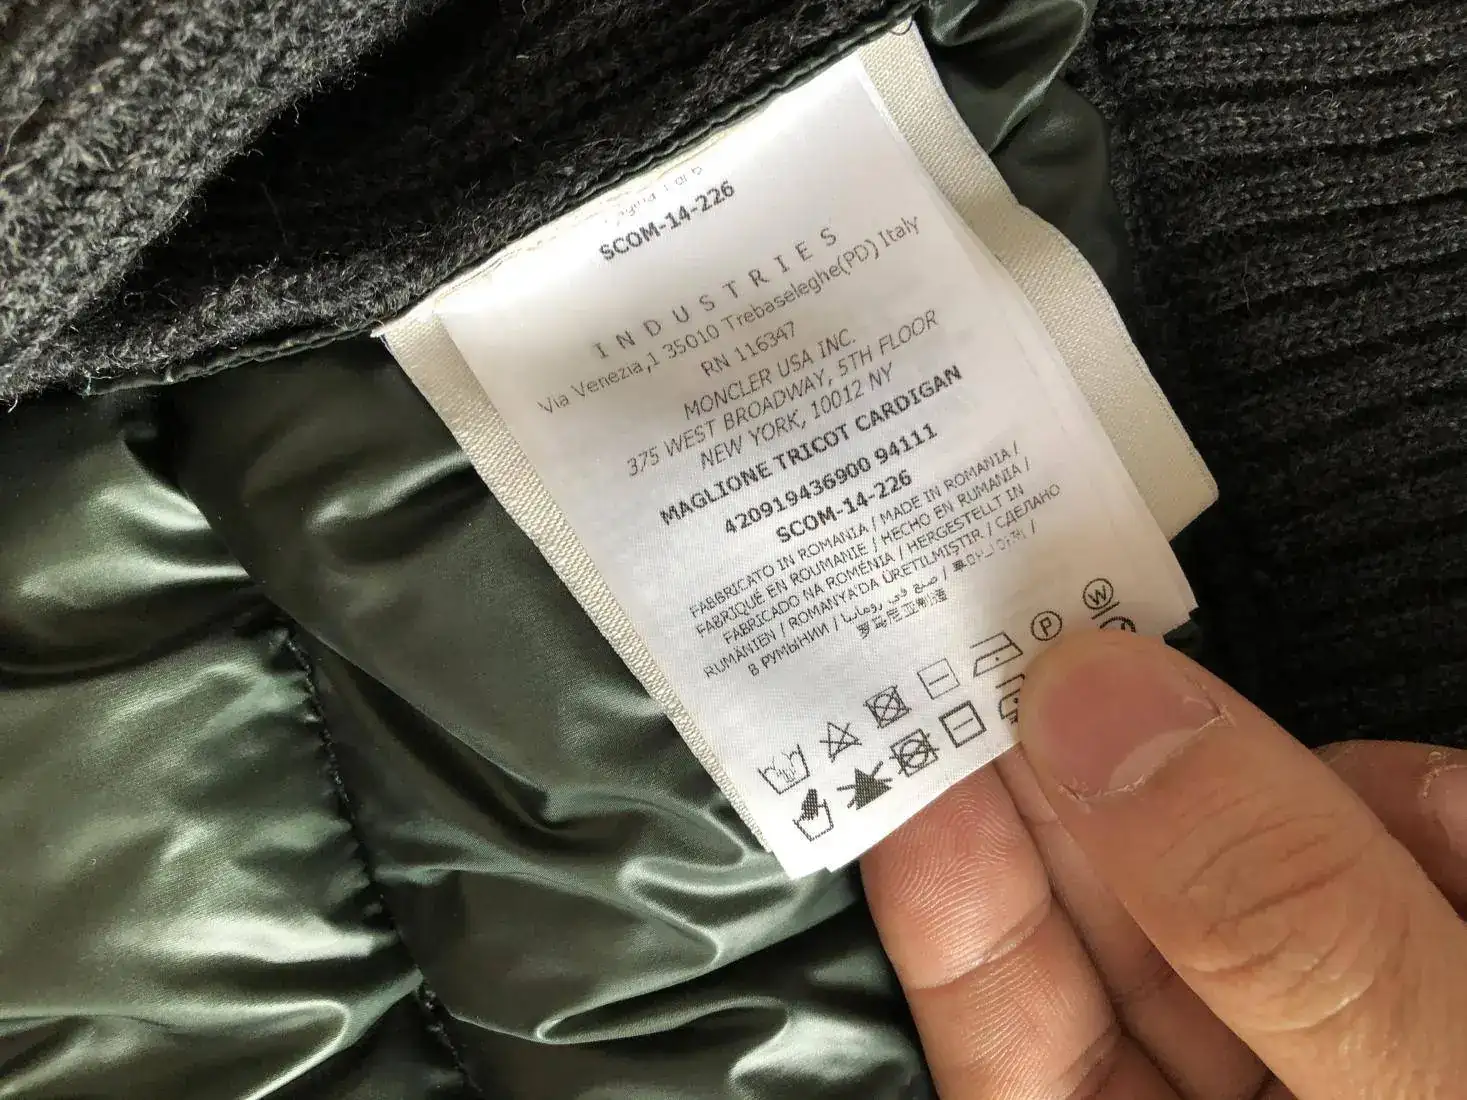 SCOM-14-226
INDUSTRIES
Via Venezia,1 35010 Trebaseleghe(PD) Italy
RN 116347
MONCLER USA INC.
375 WEST BROADWAY, 5TH FLOOR
NEW YORK, 10012 NY
MAGLIONE TRICOT CARDIGAN
420919436900 94111
SCOM-14-226
FABBRICATO IN ROMANIA / MADE IN ROMANIA /
FABRIQUÉ EN ROUMANIE / HECHO EN RUMANIA /
FABRICADO NA ROMÉNIA / HERGESTELLT IN
RUMÄNIEN / ROMANYA'DA ÜRETILMIŞTIR / СДЕЛАНО
В РУМЫНИИ / صنع في رومانيا /
罗马尼亚制造
W
P